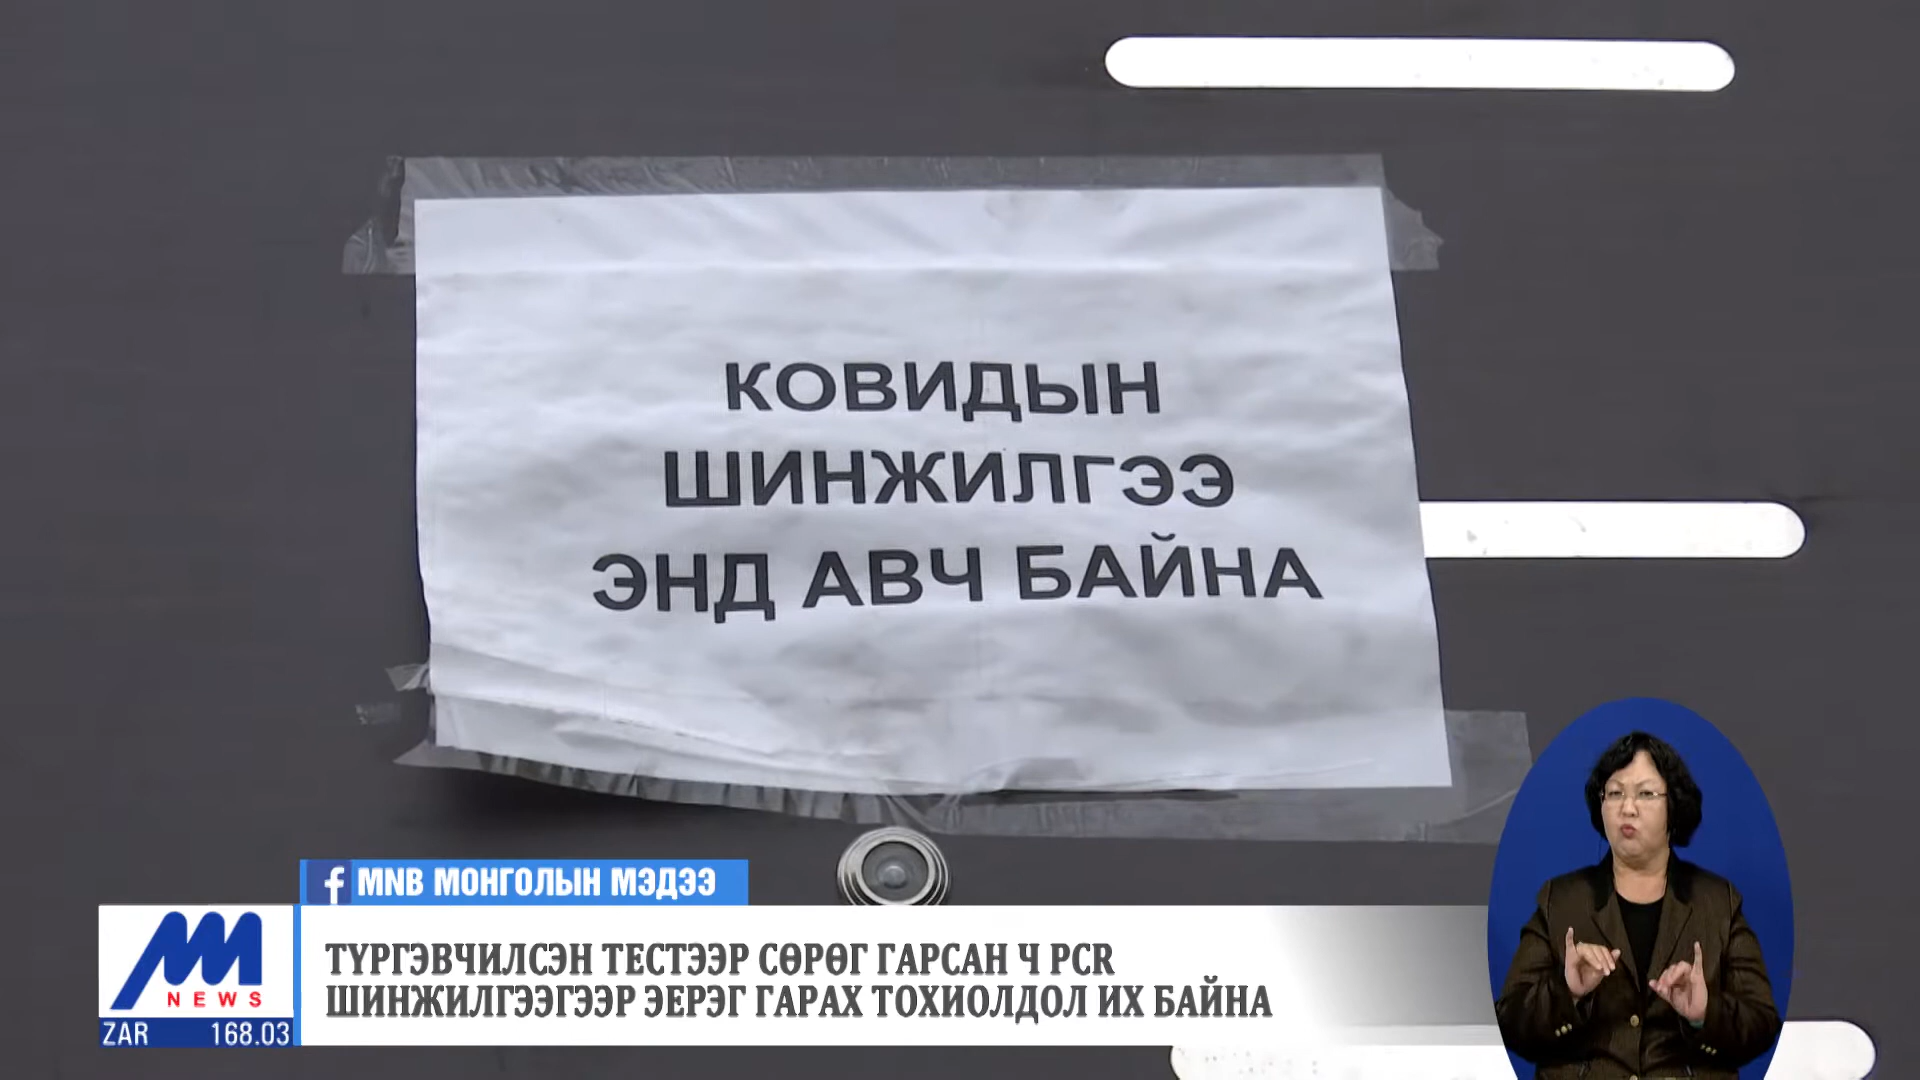 КОВИДЫН
ШИНЖИЛГЭЭ
ЭНД АВЧ БАЙНА
MNB МОНГОЛЫН МЭДЭЭ
ТҮРГЭВЧИЛСЭН ТЕСТЭЭР СӨРӨГ ГАРСАН Ч PCR
ШИНЖИЛГЭЭГЭЭР ЭЕРЭГ ГАРАХ ТОХИОЛДОЛ ИХ БАЙНА
NEWS
ZAR 168.03